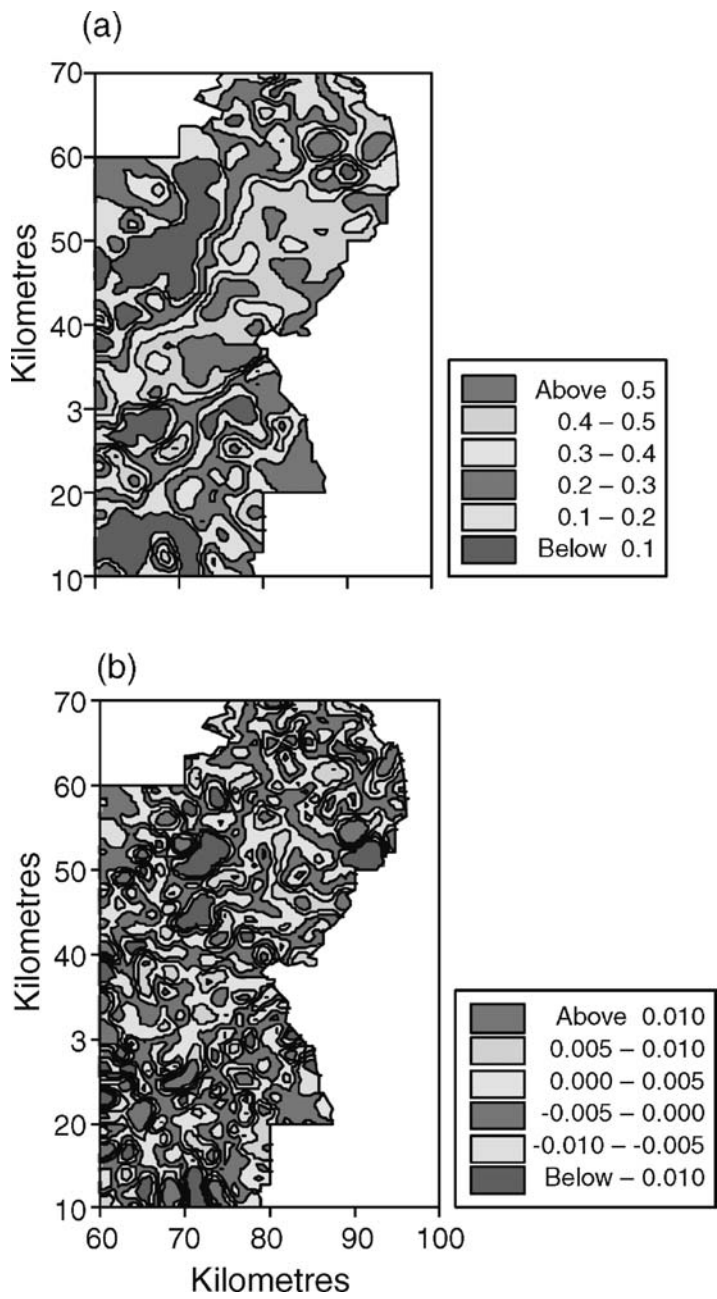 (a)
70
60
50
40
3
20
10
Kilometres
Above 0.5
0.4 – 0.5
0.3 – 0.4
0.2 – 0.3
0.1 – 0.2
Below 0.1
(b)
70
60
50
40
3
20
10
Kilometres
60 70 80 90 100
Kilometres
Above 0.010
0.005 – 0.010
0.000 – 0.005
-0.005 – 0.000
-0.010 – -0.005
Below – 0.010